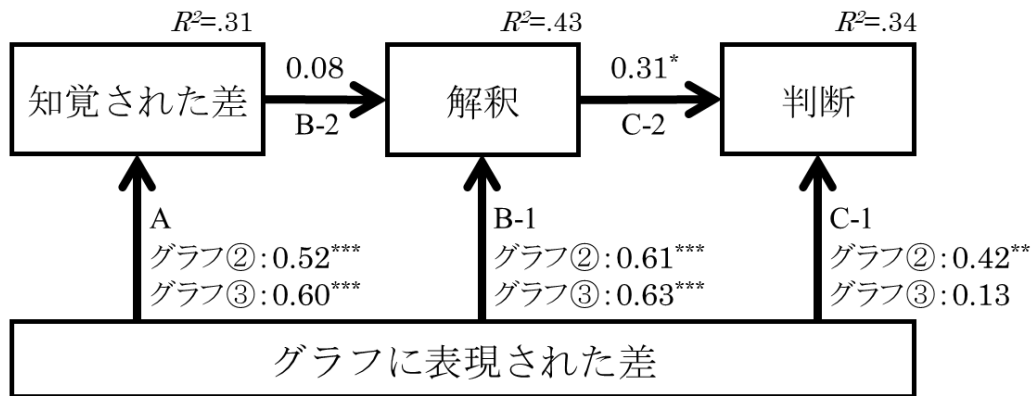 R²=.31
R²=.43
R²=.34
知覚された差
0.08
B-2
解釈
0.31*
C-2
判断
A
グラフ②:0.52***
グラフ③:0.60***
B-1
グラフ②:0.61***
グラフ③:0.63***
C-1
グラフ②:0.42**
グラフ③:0.13
グラフに表現された差